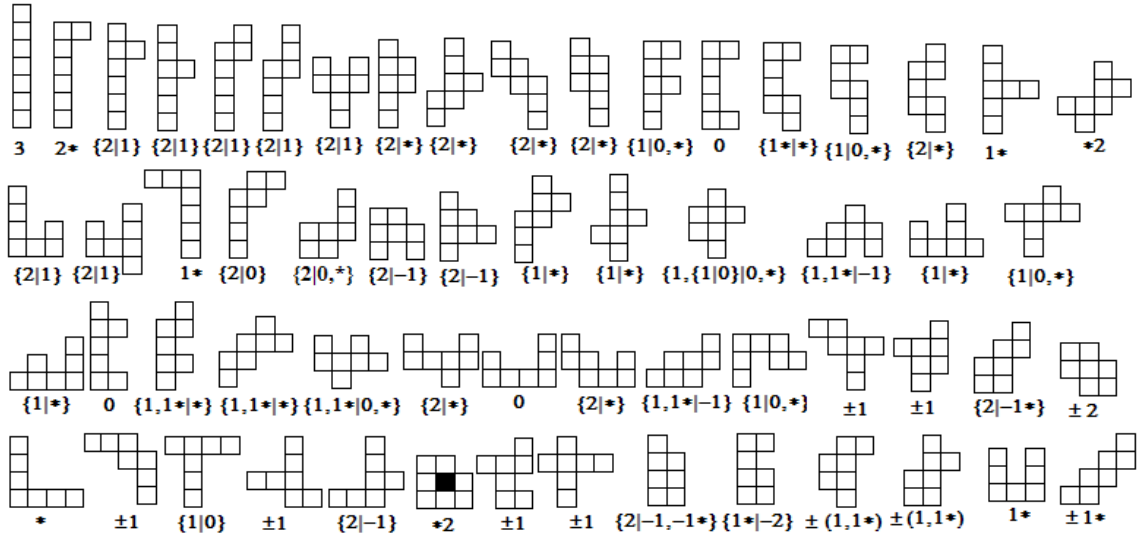 3 2* {2|1} {2|1} {2|1} {2|1} {2|1} {2|*} {2|*} {2|*} {2|*} {1|0,*} 0 {1*|*} {1|0,*} {2|*} 1* *2
{2|1} {2|1} 1* {2|0} {2|0,*} {2|−1} {2|−1} {1|*} {1|*} {1,{1|0}|0,*} {1,1*|−1} {1|*} {1|0,*}
{1|*} 0 {1,1*|*} {1,1*|*} {1,1*|0,*} {2|*} 0 {2|*} {1,1*|−1} {1|0,*} ±1 ±1 {2|−1*} ±2
* ±1 {1|0} ±1 {2|−1} *2 ±1 ±1 {2|−1,−1*} {1*|−2} ±(1,1*) ±(1,1*) 1* ±1*